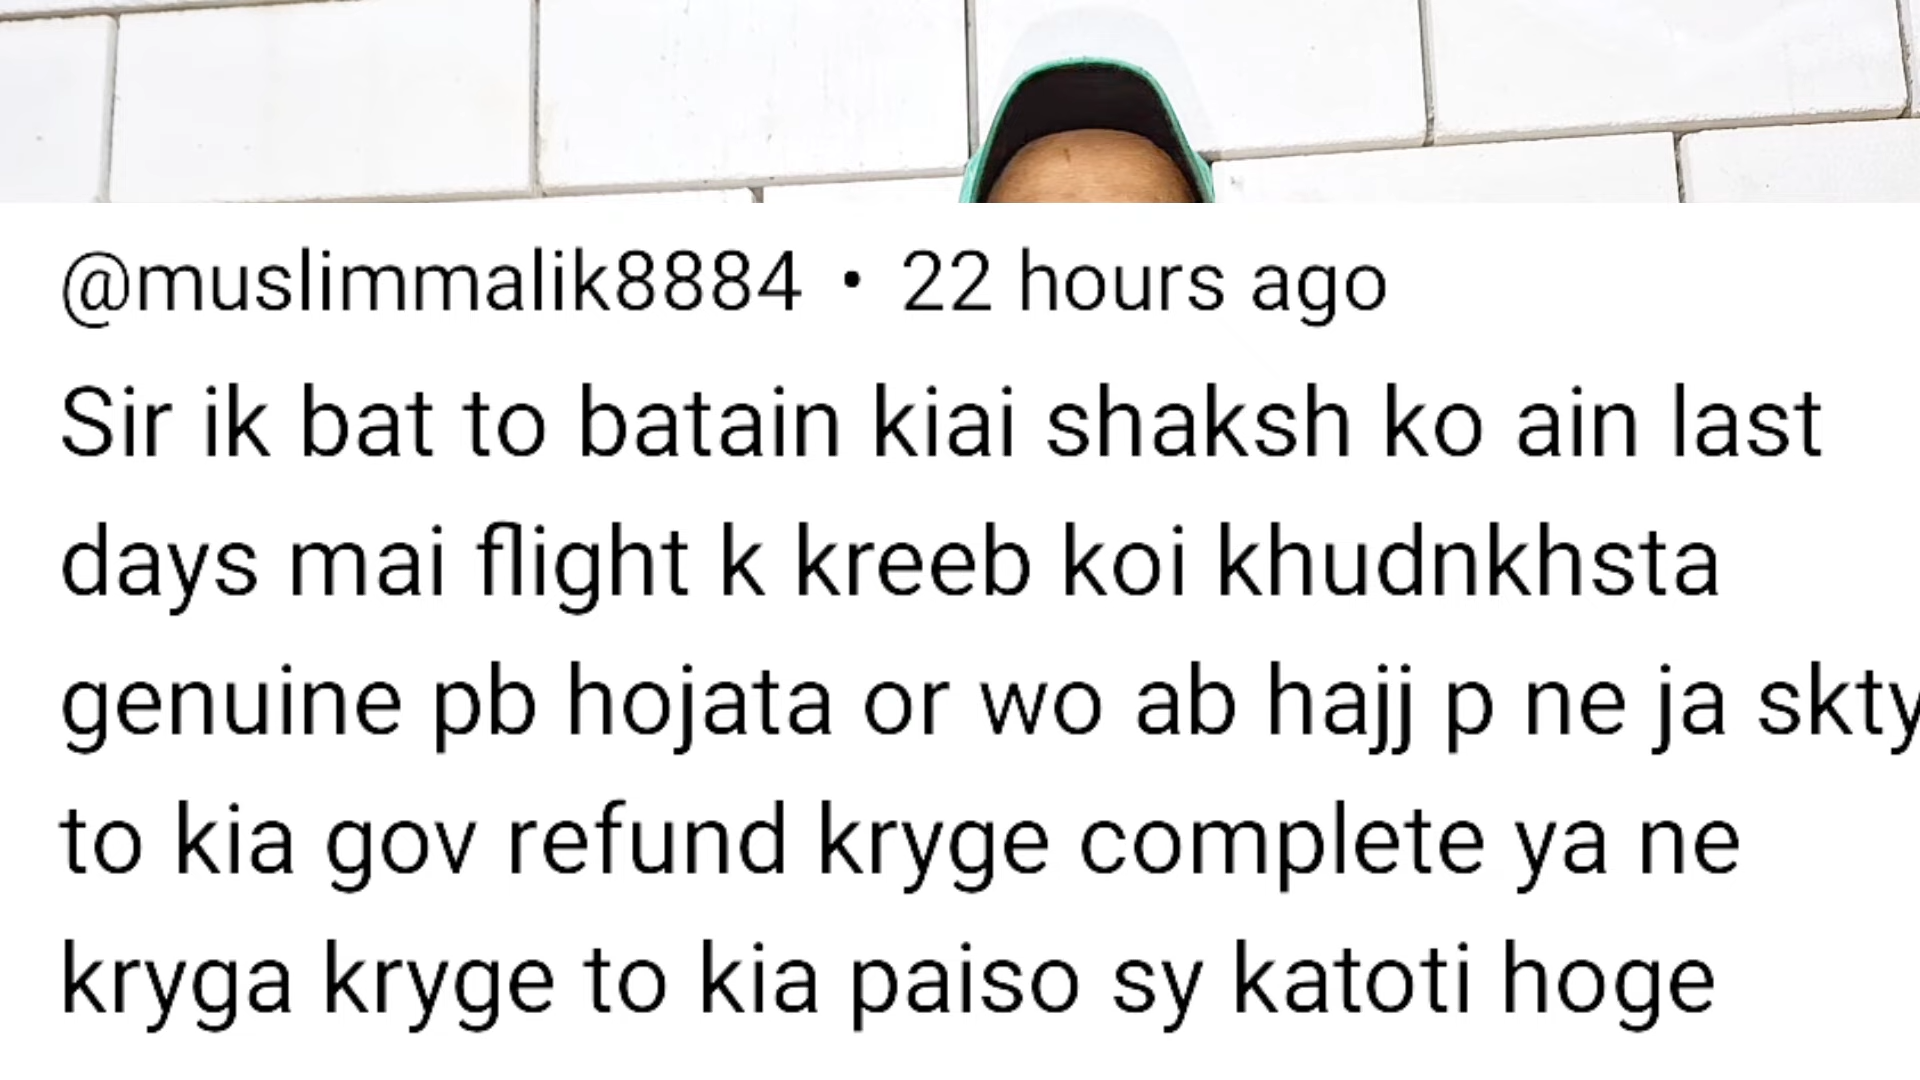 @muslimmalik8884 • 22 hours ago
Sir ik bat to batain kiai shaksh ko ain last
days mai flight k kreeb koi khudnkhsta
genuine pb hojata or wo ab hajj p ne ja skty
to kia gov refund kryge complete ya ne
kryga kryge to kia paiso sy katoti hoge